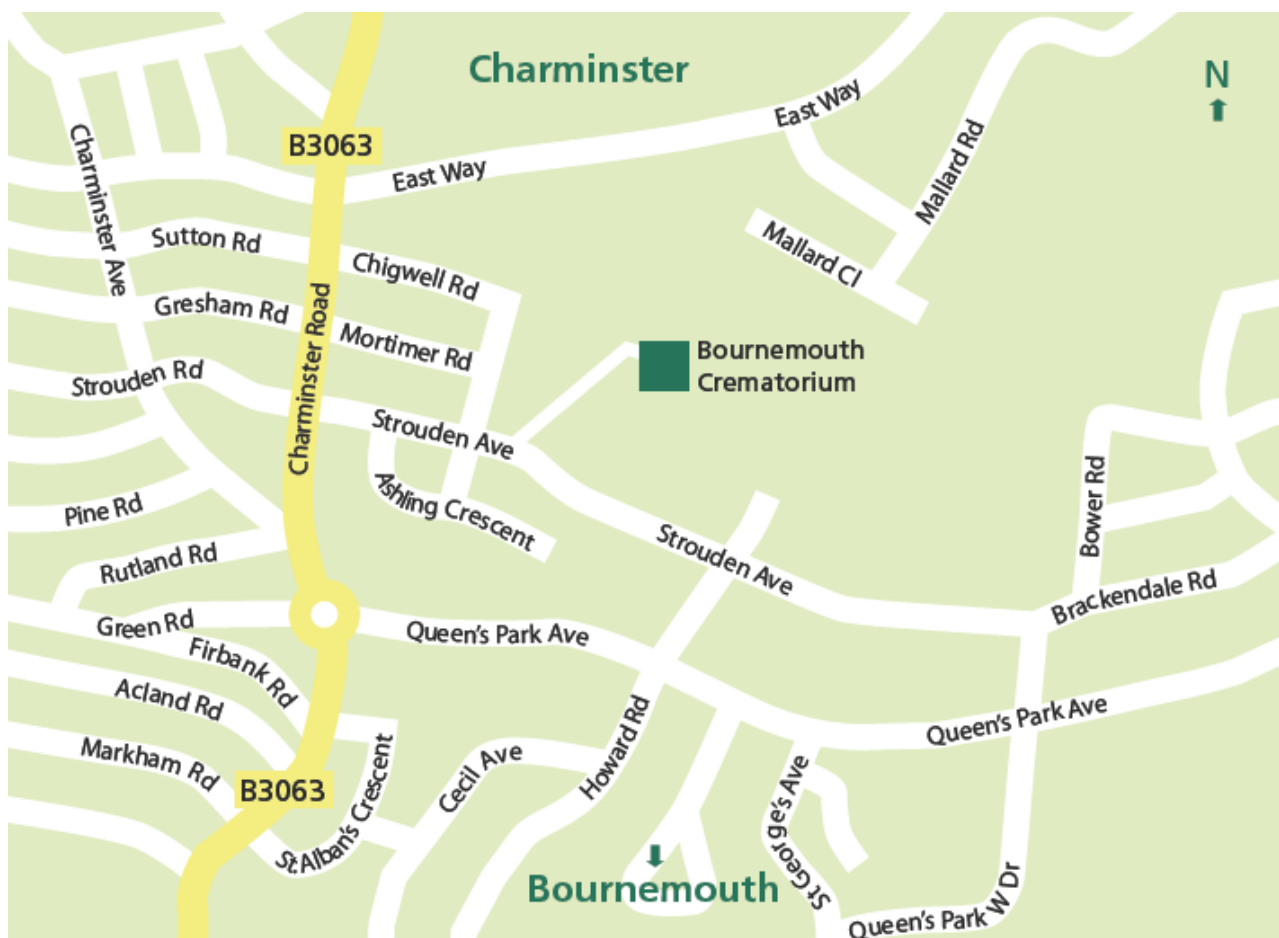 Charminster
N
B3063
East Way
East Way
Mallard Rd
Charminster Ave
Sutton Rd
Chigwell Rd
Mallard Cl
Gresham Rd
Mortimer Rd
Charminster Road
Bournemouth
Crematorium
Strouden Rd
Strouden Ave
Ashling Crescent
Pine Rd
Bower Rd
Strouden Ave
Rutland Rd
Brackendale Rd
Green Rd
Queen's Park Ave
Firbank Rd
Acland Rd
Queen's Park Ave
Markham Rd
B3063
Cecil Ave
Howard Rd
St.Alban's Crescent
St George's Ave
Bournemouth
Queen's Park W Dr